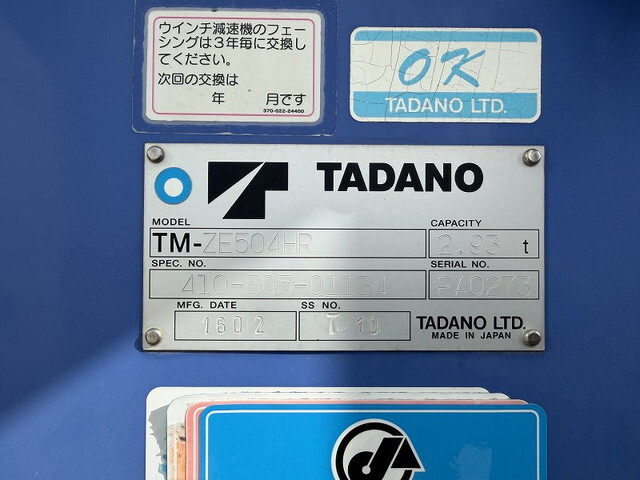 ウインチ減速機のフェー
シングは3年毎に交換し
てください。
次回の交換は
年 月です
370-022-24400
OK
TADANO LTD.
TADANO
MODEL
TM-ZE504HR
CAPACITY
2.93 t
SPEC. NO.
SERIAL NO.
FA0273
MFG. DATE
1602
SS NO.
T 10
TADANO LTD.
MADE IN JAPAN